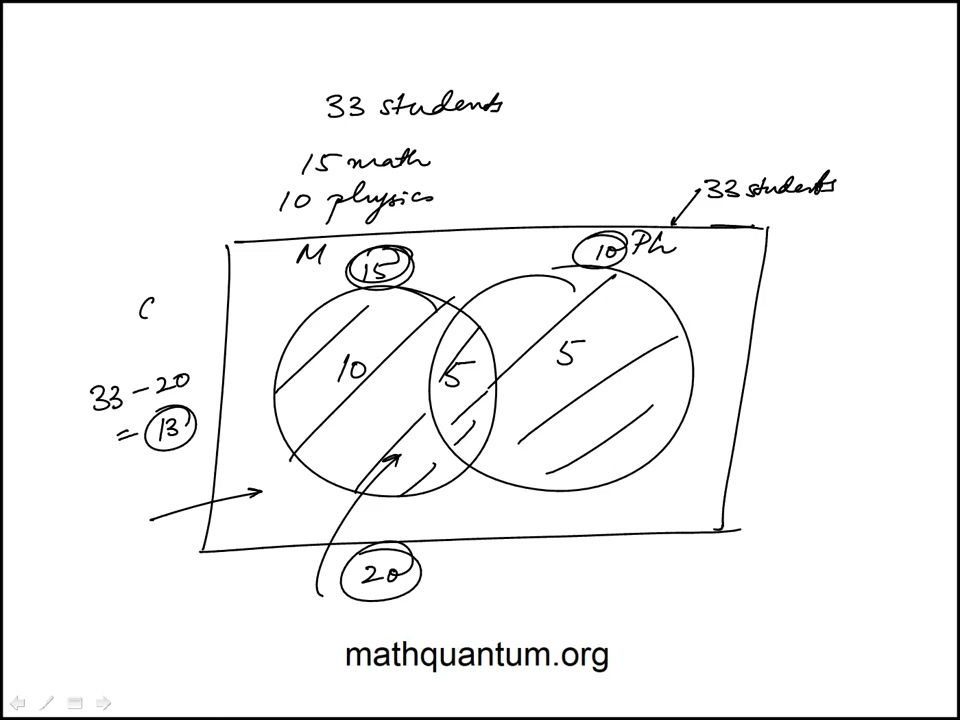 33 students
15 math
10 physics
33 students
M
15
10 Ph
C
10
5
5
33 - 20
= 13
20
mathquantum.org